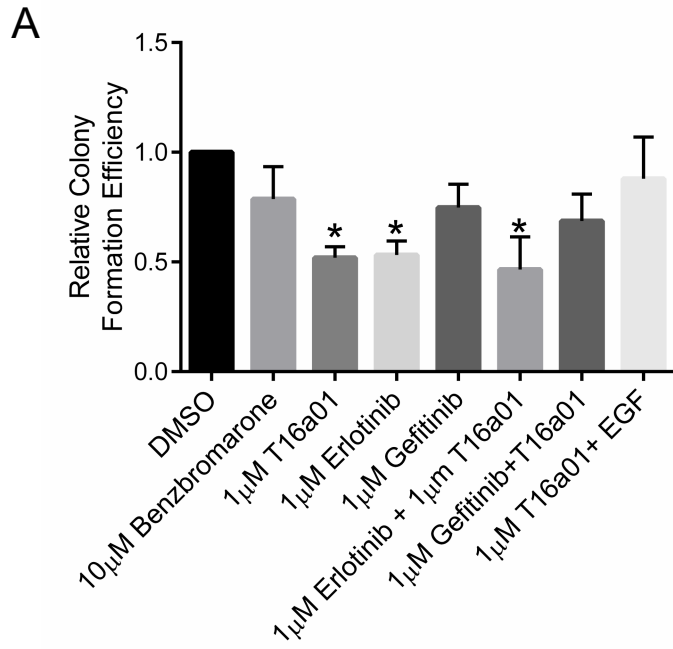 A
Relative Colony
Formation Efficiency
1.5
1.0
0.5
0.0
*
*
*
DMSO
10μM Benzbromarone
1μM T16a01
1μM Erlotinib
1μM Gefitinib
1μM Erlotinib + 1μm T16a01
1μM Gefitinib+T16a01
1μM T16a01+ EGF